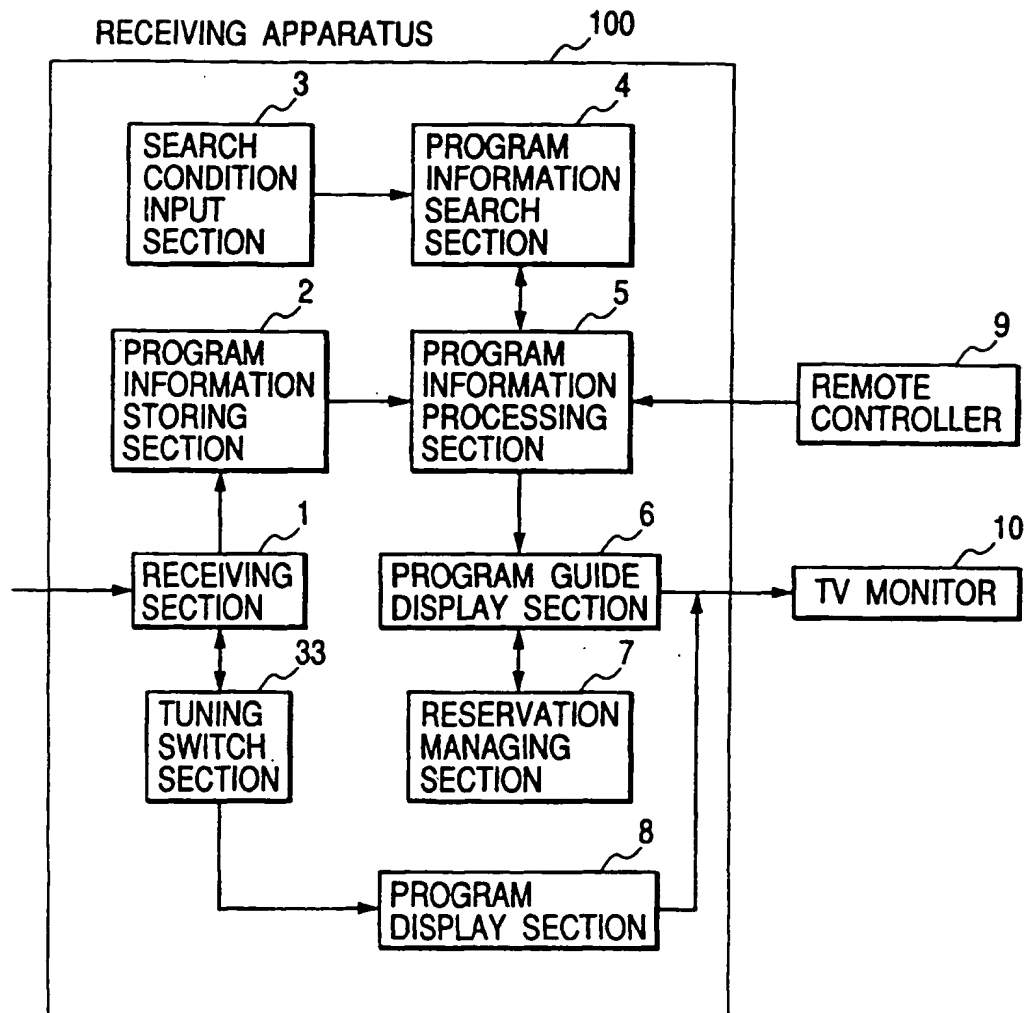 RECEIVING APPARATUS
100
3
SEARCH
CONDITION
INPUT
SECTION
4
PROGRAM
INFORMATION
SEARCH
SECTION
2
PROGRAM
INFORMATION
STORING
SECTION
5
PROGRAM
INFORMATION
PROCESSING
SECTION
9
REMOTE
CONTROLLER
1
RECEIVING
SECTION
6
PROGRAM GUIDE
DISPLAY SECTION
10
TV MONITOR
33
TUNING
SWITCH
SECTION
7
RESERVATION
MANAGING
SECTION
8
PROGRAM
DISPLAY SECTION